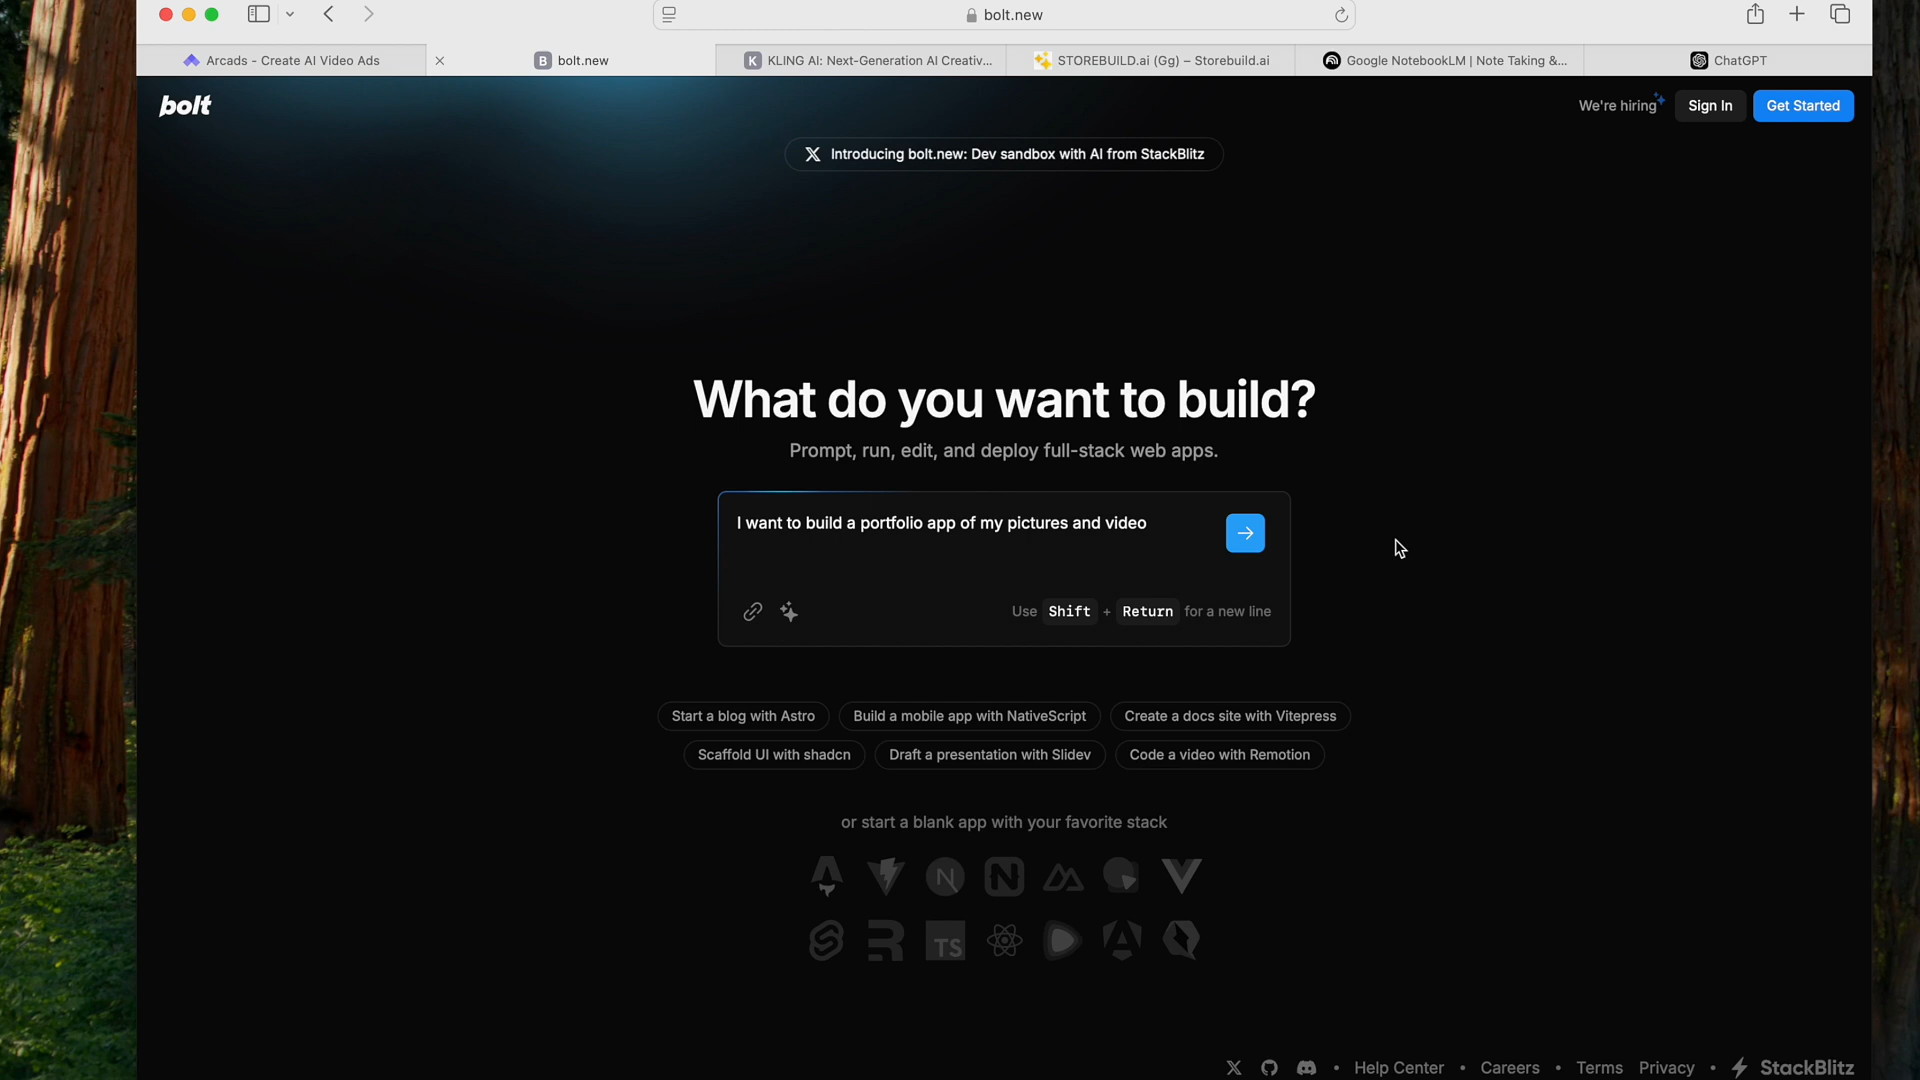 bolt.new
Arcads - Create AI Video Ads
B bolt.new
K KLING AI: Next-Generation AI Creativ...
STOREBUILD.ai (Gg) – Storebuild.ai
Google NotebookLM | Note Taking &...
ChatGPT
bolt
We're hiring
Sign In
Get Started
Introducing bolt.new: Dev sandbox with AI from StackBlitz
What do you want to build?
Prompt, run, edit, and deploy full-stack web apps.
I want to build a portfolio app of my pictures and video
Use Shift + Return for a new line
Start a blog with Astro
Build a mobile app with NativeScript
Create a docs site with Vitepress
Scaffold UI with shadcn
Draft a presentation with Slidev
Code a video with Remotion
or start a blank app with your favorite stack
TS
Help Center • Careers • Terms Privacy • StackBlitz